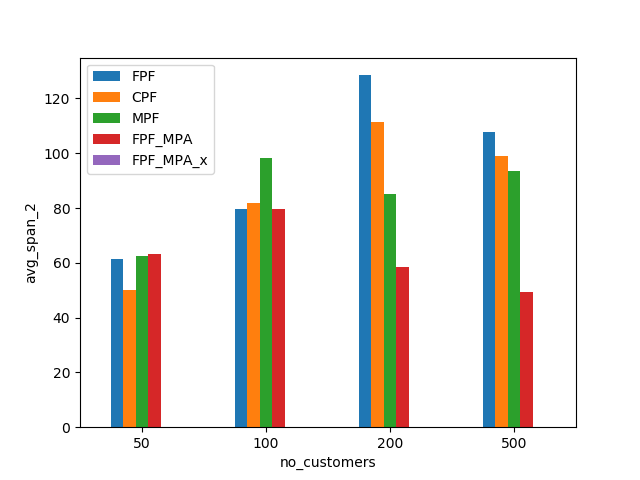 FPF
CPF
MPF
FPF_MPA
FPF_MPA_x
avg_span_2
120
100
80
60
40
20
0
50 100 200 500
no_customers